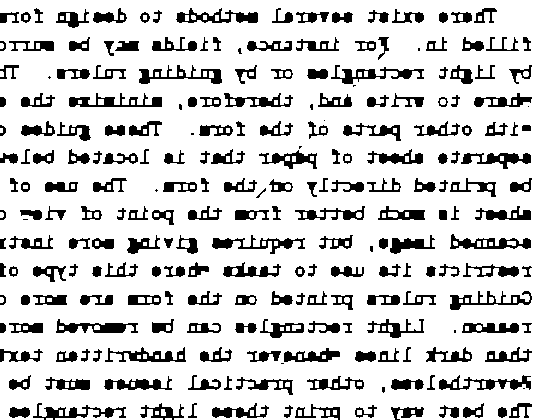 There exist several methods to design for
filled in. For instance, fields may be surro
by light rectangles or by guiding rulers. Th
where to write and, therefore, minimize the
with other parts of the form. These guides c
separate sheet of paper that is located below
be printed directly on the form. The use of
sheet is much better from the point of view o
scanned image, but requires giving more instr
restricts its use to tasks where this type of
Guiding rulers printed on the form are more c
reason. Light rectangles can be removed more
than dark lines whenever the handwritten text
Nevertheless, other practical issues must be
The best way to print these light rectangles